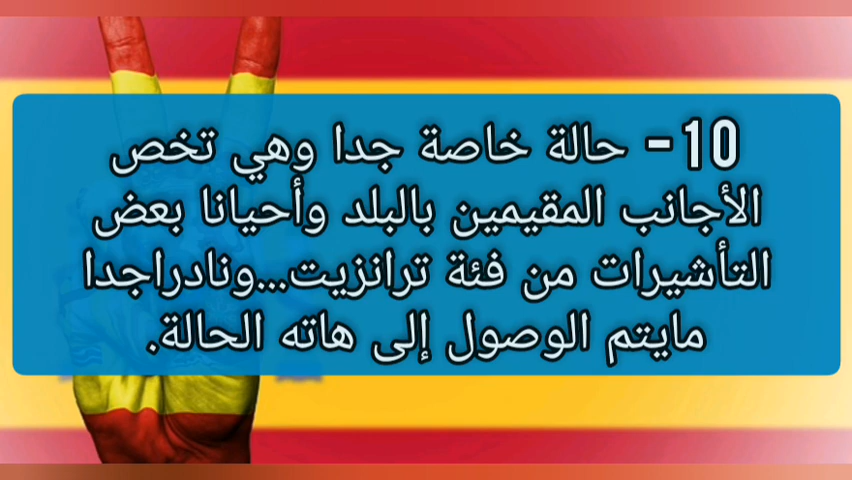 10- حالة خاصة جدا وهي تخص
الأجانب المقيمين بالبلد وأحيانا بعض
التأشيرات من فئة ترانزيت...ونادراجدا
مايتم الوصول إلى هاته الحالة.